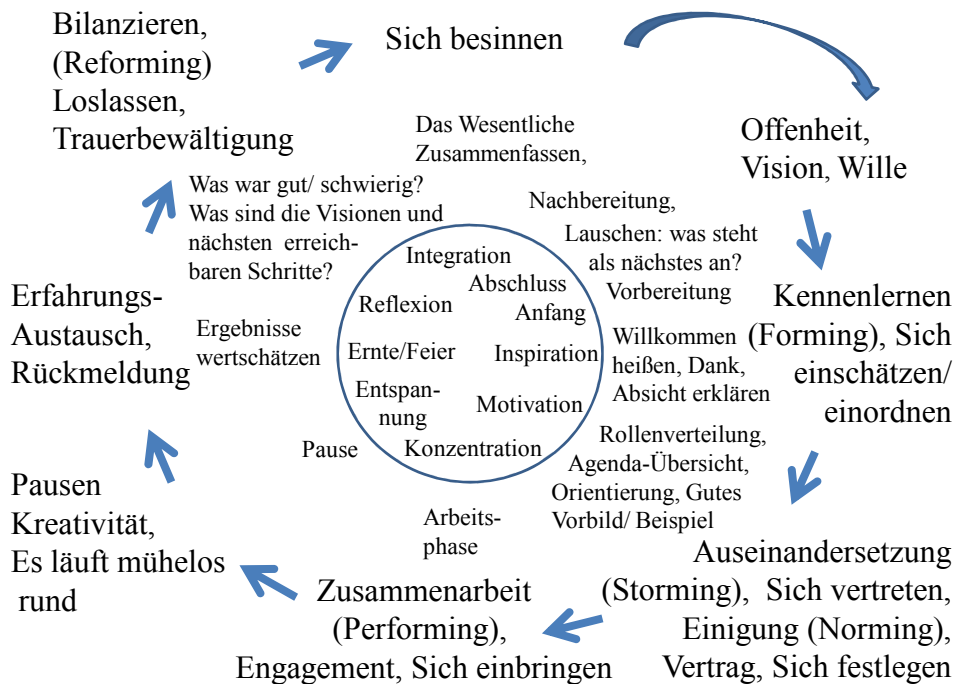 Bilanzieren,
(Reforming)
Loslassen,
Trauerbewältigung
Sich besinnen
Offenheit,
Vision, Wille
Kennenlernen
(Forming), Sich
einschätzen/
einordnen
Auseinandersetzung
(Storming), Sich vertreten,
Einigung (Norming),
Vertrag, Sich festlegen
Zusammenarbeit
(Performing),
Engagement, Sich einbringen
Pausen
Kreativität,
Es läuft mühelos
rund
Erfahrungs-
Austausch,
Rückmeldung
Das Wesentliche
Zusammenfassen,
Nachbereitung,
Lauschen: was steht
als nächstes an?
Vorbereitung
Willkommen
heißen, Dank,
Absicht erklären
Rollenverteilung,
Agenda-Übersicht,
Orientierung, Gutes
Vorbild/ Beispiel
Arbeits-
phase
Pause
Ergebnisse
wertschätzen
Was war gut/ schwierig?
Was sind die Visionen und
nächsten erreich-
baren Schritte?
Integration
Abschluss
Anfang
Inspiration
Motivation
Konzentration
Entspan-
nung
Ernte/Feier
Reflexion